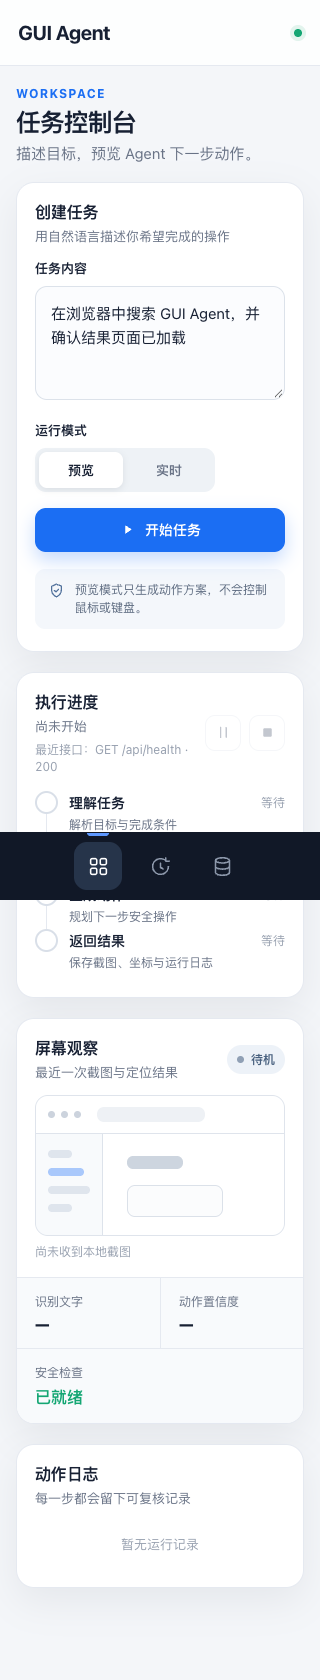 GUI Agent
WORKSPACE
任务控制台
描述目标，预览 Agent 下一步动作。
创建任务
用自然语言描述你希望完成的操作
任务内容
在浏览器中搜索 GUI Agent，并
确认结果页面已加载
运行模式
预览 实时
开始任务
预览模式只生成动作方案，不会控制
鼠标或键盘。
执行进度
尚未开始
最近接口：GET /api/health ·
200
理解任务 等待
解析目标与完成条件
规划下一步安全操作
返回结果 等待
保存截图、坐标与运行日志
屏幕观察
最近一次截图与定位结果
待机
尚未收到本地截图
识别文字 动作置信度
— —
安全检查
已就绪
动作日志
每一步都会留下可复核记录
暂无运行记录